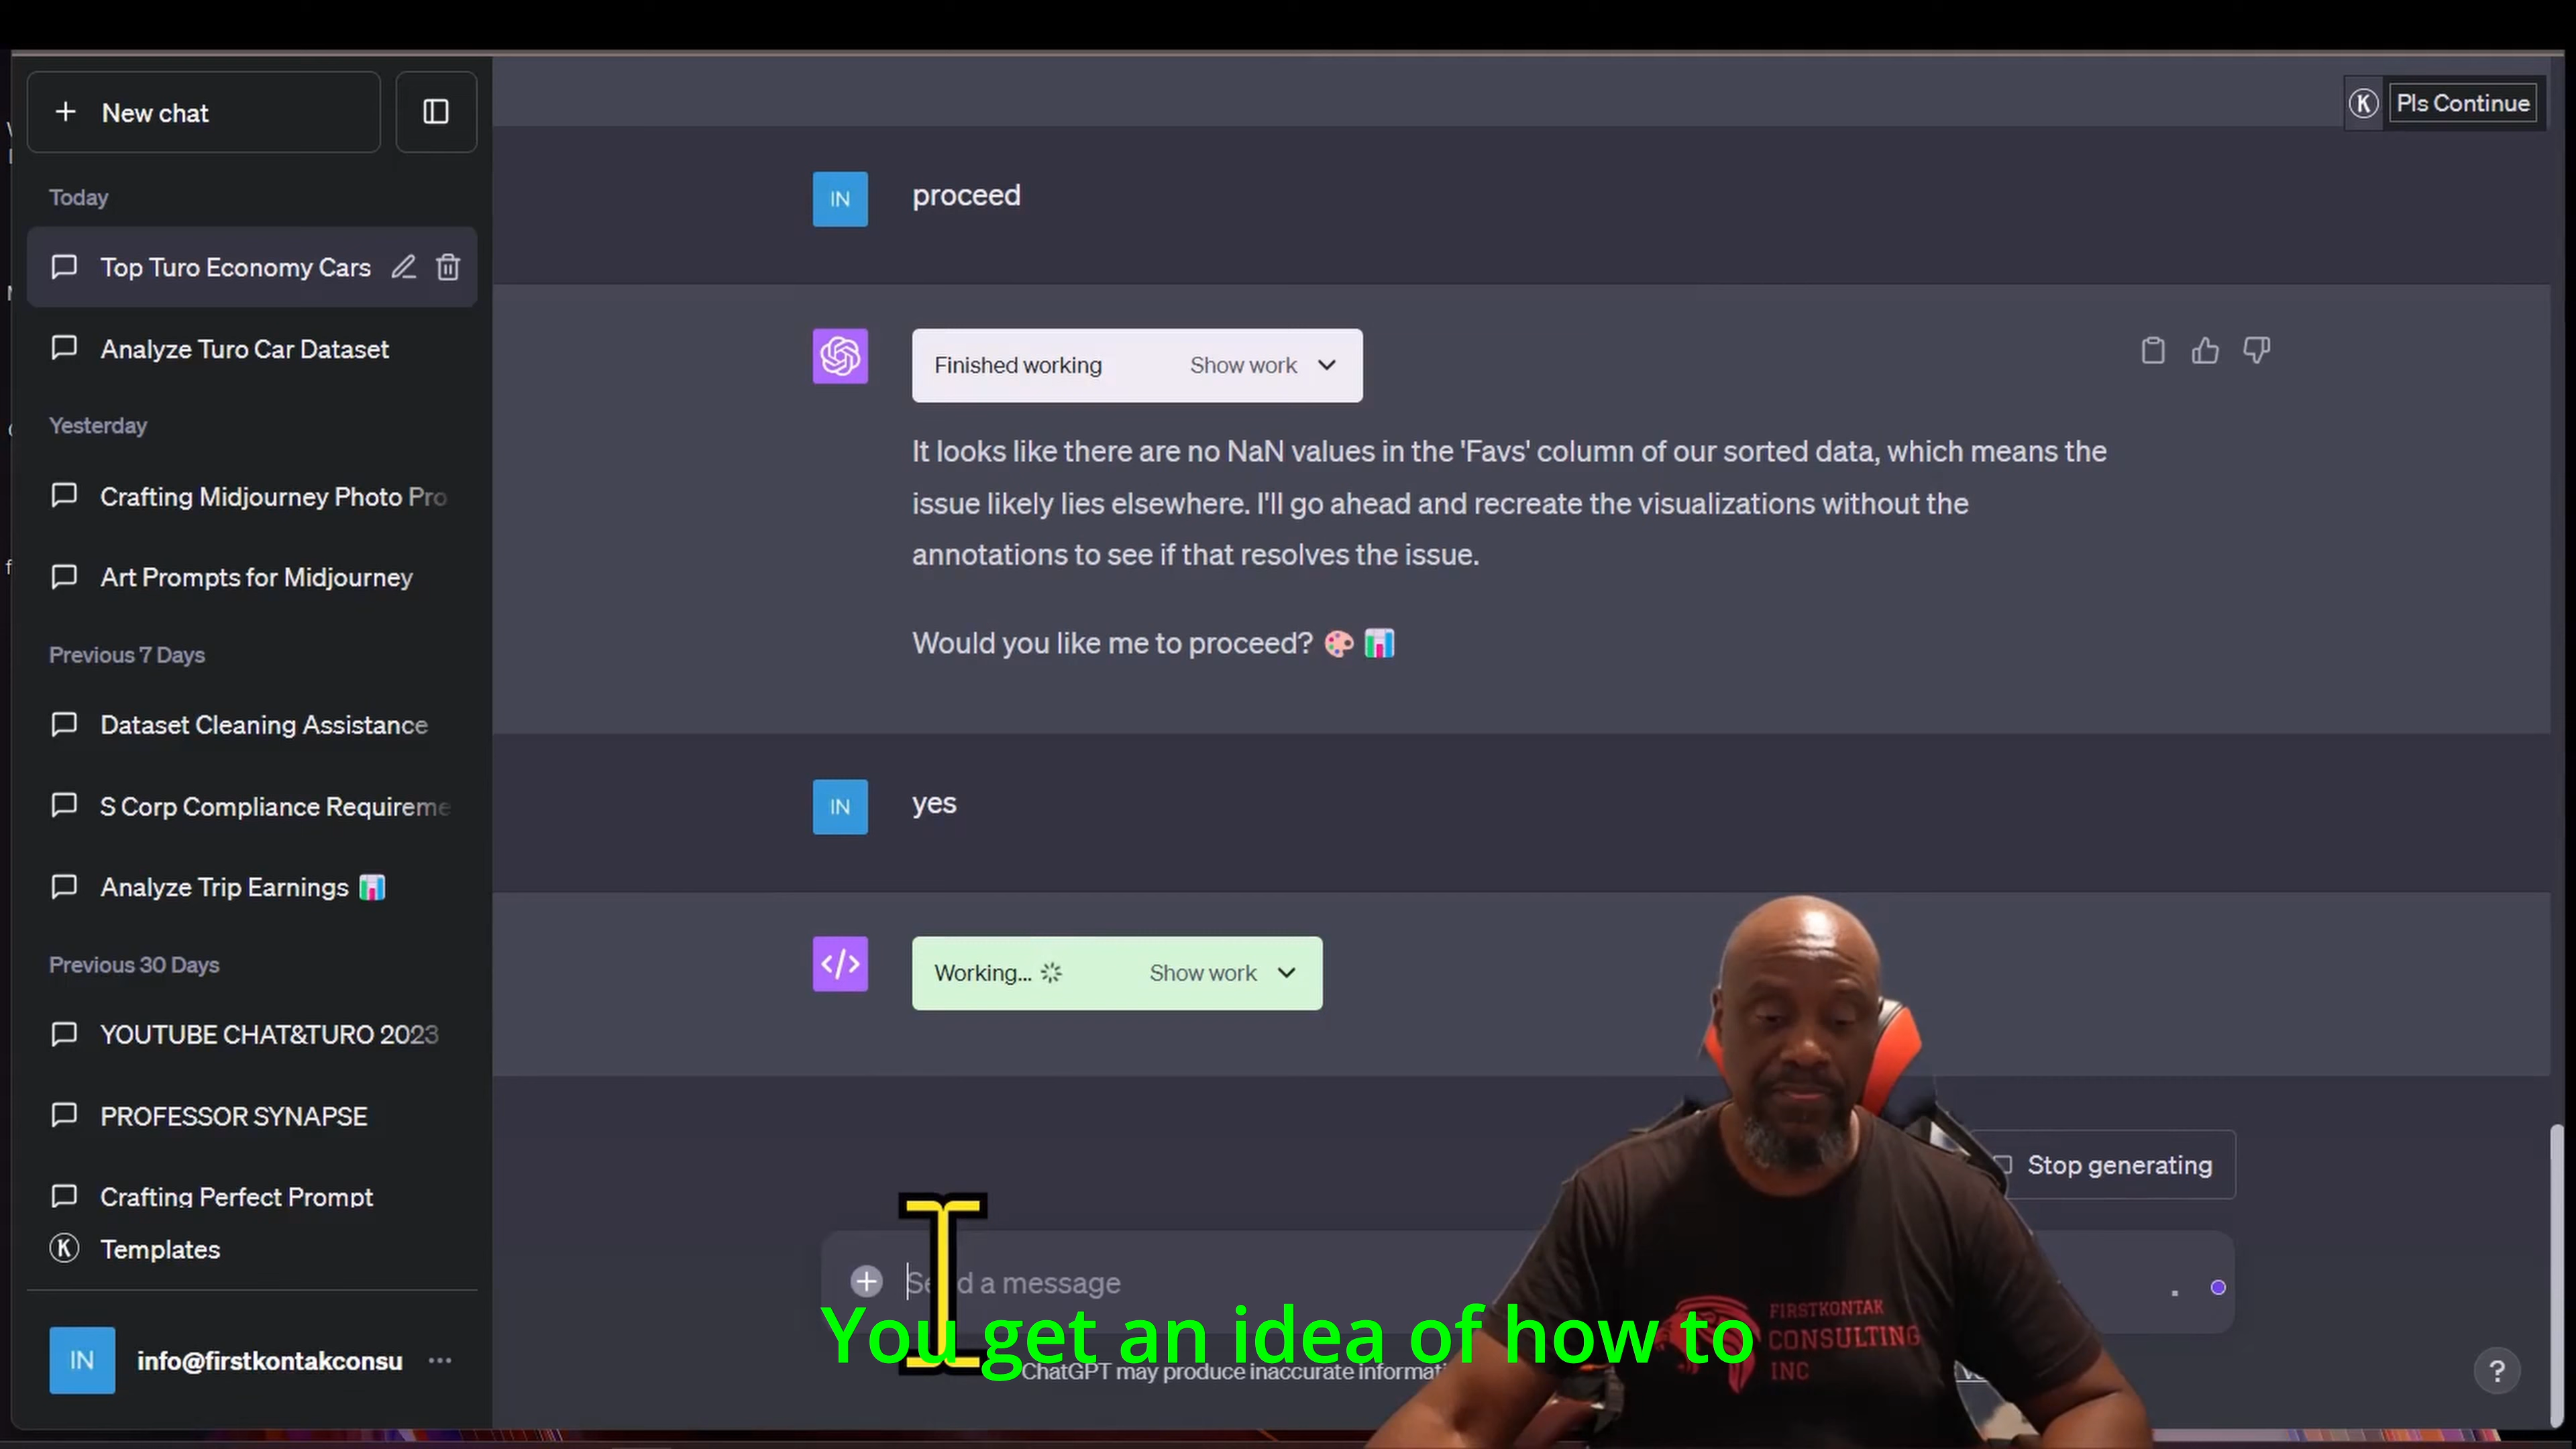 New chat
Pls Continue
Today
Top Turo Economy Cars
Analyze Turo Car Dataset
Yesterday
Crafting Midjourney Photo Pro
Art Prompts for Midjourney
Previous 7 Days
Dataset Cleaning Assistance
S Corp Compliance Requireme
Analyze Trip Earnings
Previous 30 Days
YOUTUBE CHAT&TURO 2023
PROFESSOR SYNAPSE
Crafting Perfect Prompt
Templates
IN
info@firstkontakconsu
IN
proceed
Finished working Show work
It looks like there are no NaN values in the 'Favs' column of our sorted data, which means the
issue likely lies elsewhere. I'll go ahead and recreate the visualizations without the
annotations to see if that resolves the issue.
Would you like me to proceed?
IN
yes
Working... Show work
Stop generating
Send a message
You get an idea of how to
ChatGPT may produce inaccurate informati
FIRSTKONTAK
CONSULTING
INC